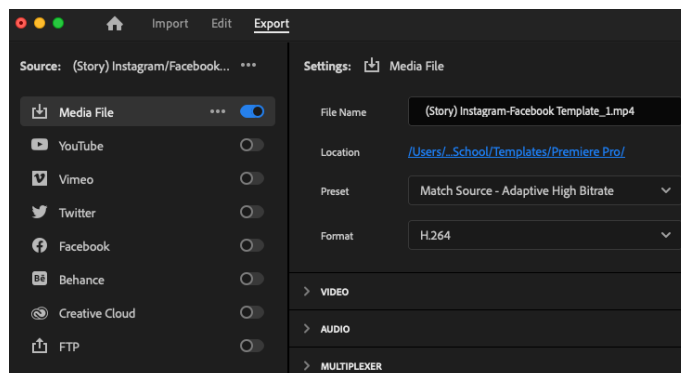 Import Edit Export
Source: (Story) Instagram/Facebook...
Media File
YouTube
Vimeo
Twitter
Facebook
Bē Behance
Creative Cloud
FTP
Settings: Media File
File Name (Story) Instagram-Facebook Template_1.mp4
Location /Users/...School/Templates/Premiere Pro/
Preset Match Source - Adaptive High Bitrate
Format H.264
VIDEO
AUDIO
MULTIPLEXER